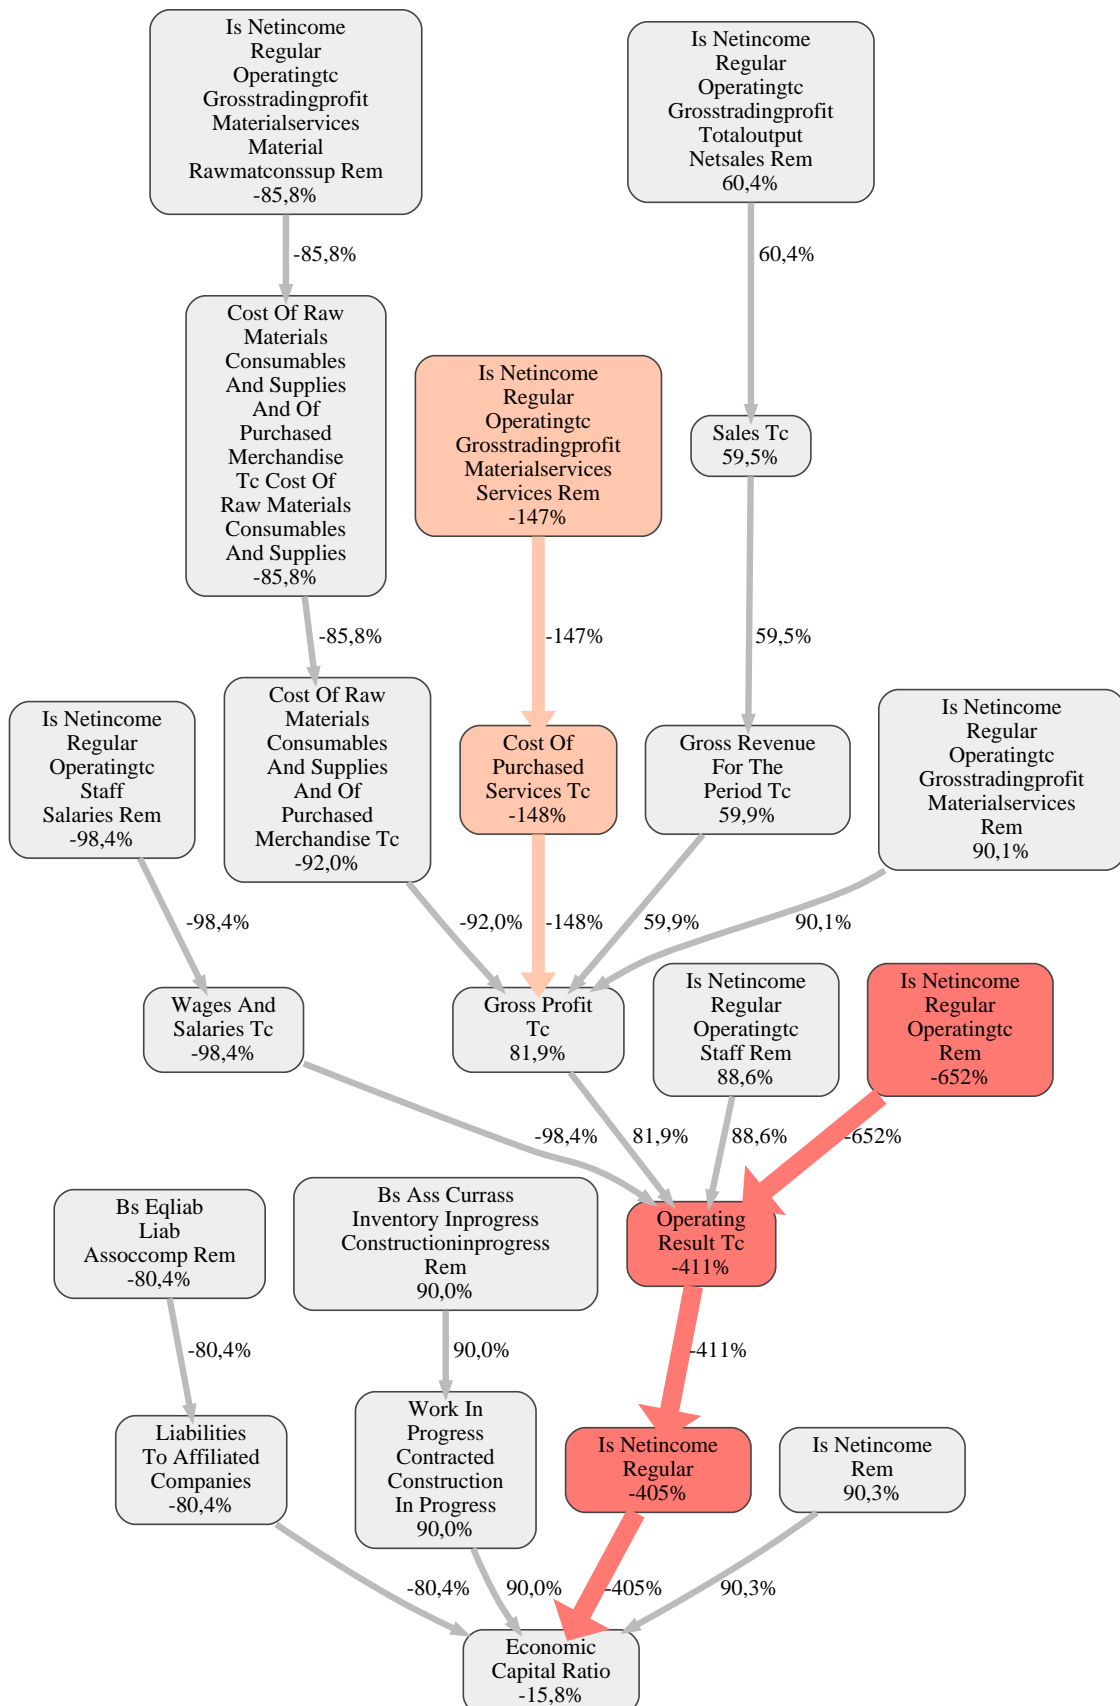 Is Netincome
Regular
Operatingtc
Grosstradingprofit
Materialservices
Material
Rawmatconssup Rem
-85,8%
Is Netincome
Regular
Operatingtc
Grosstradingprofit
Totaloutput
Netsales Rem
60,4%
-85,8%
60,4%
Cost Of Raw
Materials
Consumables
And Supplies
And Of
Purchased
Merchandise
Tc Cost Of
Raw Materials
Consumables
And Supplies
-85,8%
Is Netincome
Regular
Operatingtc
Grosstradingprofit
Materialservices
Services Rem
-147%
Sales Tc
59,5%
-85,8%
-147%
59,5%
Is Netincome
Regular
Operatingtc
Staff
Salaries Rem
-98,4%
Cost Of Raw
Materials
Consumables
And Supplies
And Of
Purchased
Merchandise Tc
-92,0%
Cost Of
Purchased
Services Tc
-148%
Gross Revenue
For The
Period Tc
59,9%
Is Netincome
Regular
Operatingtc
Grosstradingprofit
Materialservices
Rem
90,1%
-98,4%
-92,0%
-148%
59,9%
90,1%
Wages And
Salaries Tc
-98,4%
Gross Profit
Tc
81,9%
Is Netincome
Regular
Operatingtc
Staff Rem
88,6%
Is Netincome
Regular
Operatingtc
Rem
-652%
-98,4%
81,9%
88,6%
-652%
Bs Eqliab
Liab
Assoccomp Rem
-80,4%
Bs Ass Currass
Inventory Inprogress
Constructioninprogress
Rem
90,0%
Operating
Result Tc
-411%
-80,4%
90,0%
-411%
Liabilities
To Affiliated
Companies
-80,4%
Work In
Progress
Contracted
Construction
In Progress
90,0%
Is Netincome
Regular
-405%
Is Netincome
Rem
90,3%
-80,4%
90,0%
-405%
90,3%
Economic
Capital Ratio
-15,8%